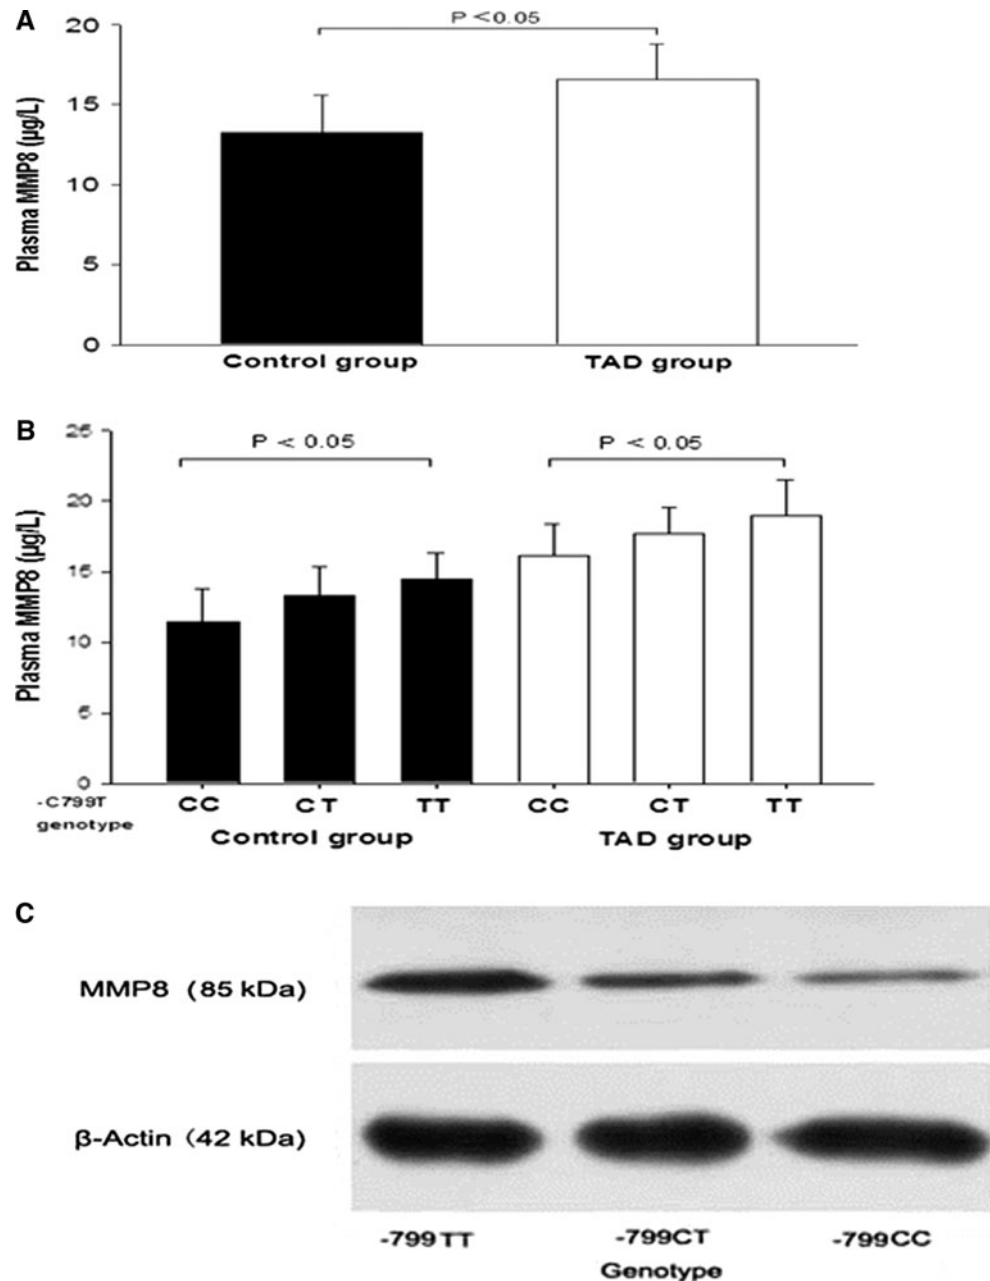 A
P <0.05
Plasma MMP8 (µg/L)
20
15
10
5
0
Control group
TAD group
B
P < 0.05
P < 0.05
Plasma MMP8 (µg/L)
25
20
15
10
5
0
-C799T
genotype
CC
CT
TT
CC
CT
TT
Control group
TAD group
C
MMP8 (85 kDa)
β-Actin (42 kDa)
-799TT
-799CT
-799CC
Genotype